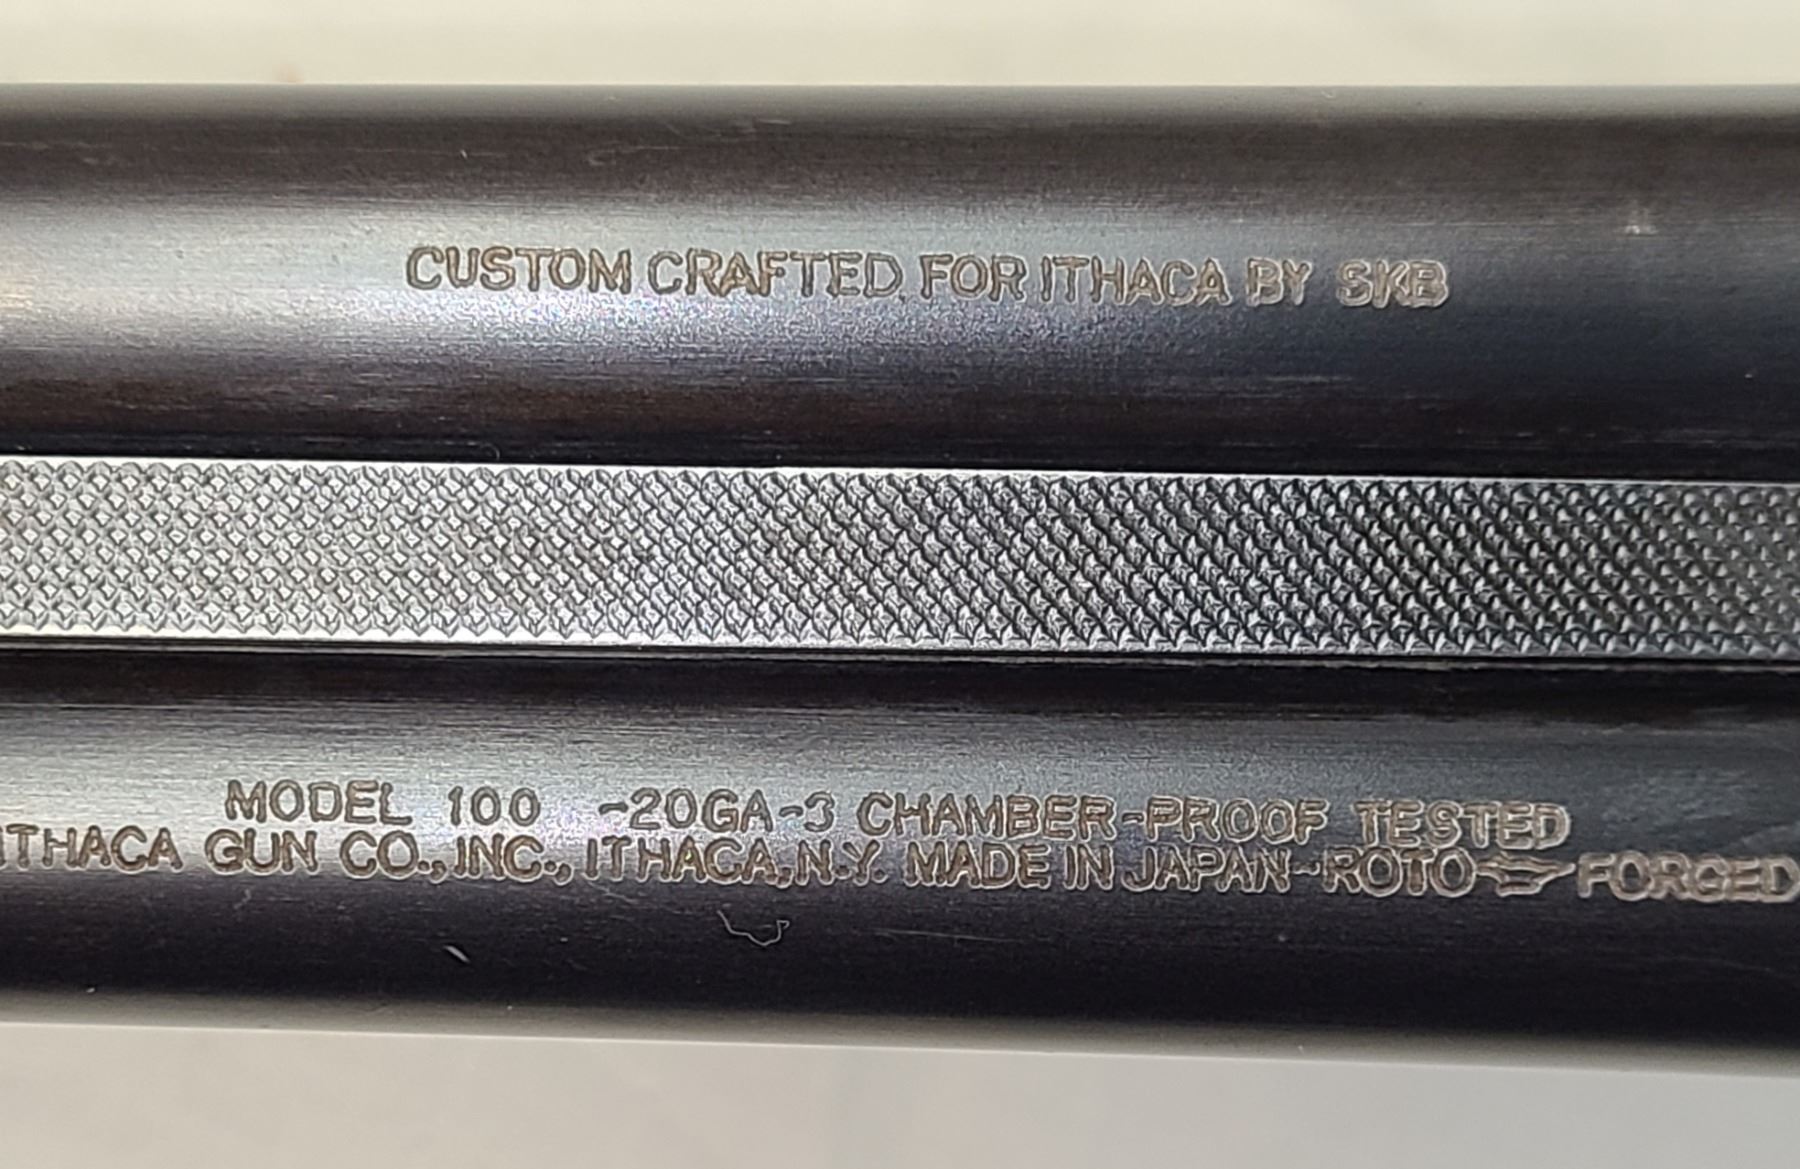 CUSTOM CRAFTED FOR ITHACA BY SKB
MODEL 100 -20GA-3 CHAMBER-PROOF TESTED
ITHACA GUN CO., INC., ITHACA, N.Y. MADE IN JAPAN-ROTO FORGED